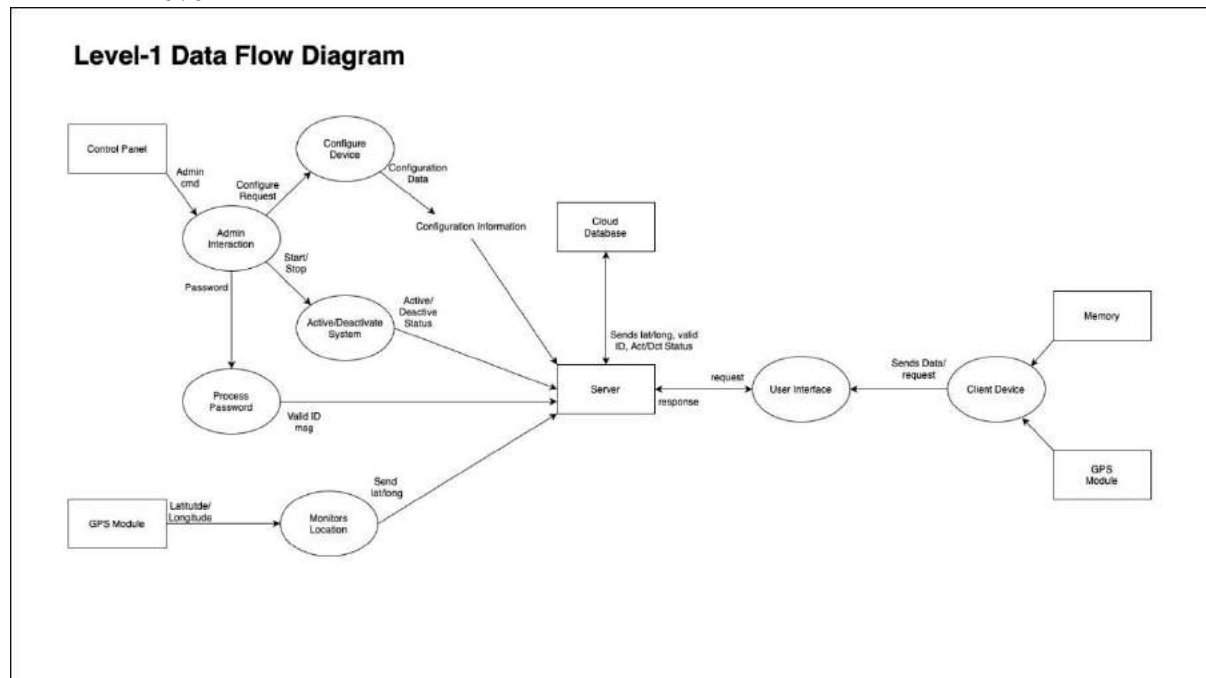 Level-1 Data Flow Diagram
Control Panel
Admin
cmd
Configure
Request
Configure
Device
Configuration
Data
Configuration Information
Admin
Interaction
Start/
Stop
Password
Active/Deactivate
System
Active/
Deactive
Status
Process
Password
Valid ID
msg
GPS Module
Latitutde/
Longitude
Monitors
Location
Send
lat/long
Cloud
Database
Sends lat/long, valid
ID, Act/Dct Status
Server
request
response
User Interface
Sends Data/
request
Client Device
Memory
GPS
Module